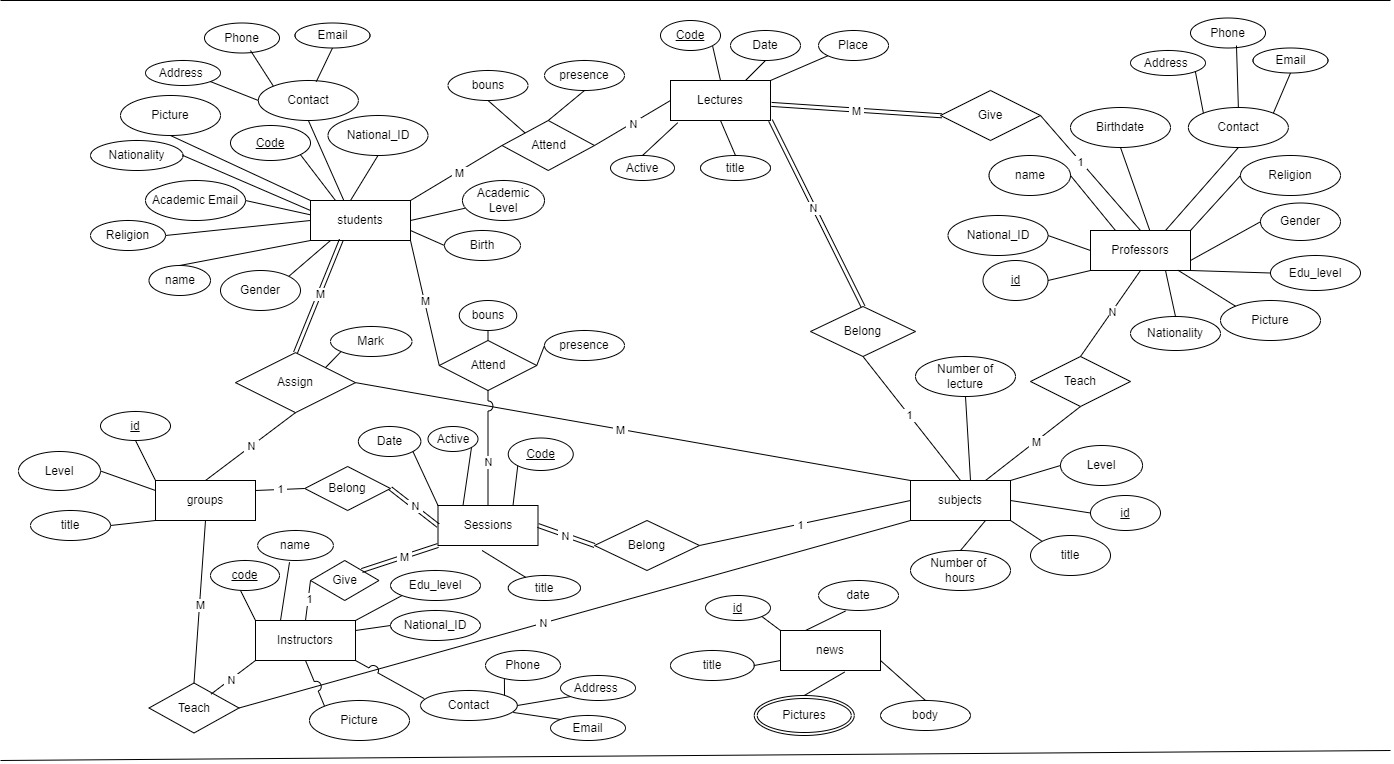 Phone
Email
Address
Contact
Picture
Code
National_ID
Nationality
Academic Email
Religion
name
Gender
students
Academic
Level
Birth
bouns
presence
Attend
M
N
Code
Date
Place
Lectures
Active
title
M
Give
1
Phone
Address
Email
Contact
Birthdate
name
Religion
National_ID
Gender
id
Edu_level
Professors
Nationality
Picture
N
Teach
M
N
Belong
1
M
Mark
Assign
N
M
M
bouns
presence
Attend
N
id
Level
title
groups
1
Belong
N
Date
Active
Code
Sessions
title
N
Belong
1
Number of
lecture
Level
id
title
Number of
hours
subjects
M
Give
1
name
code
Edu_level
National_ID
Instructors
Picture
Contact
Phone
Address
Email
M
N
N
Teach
id
date
title
news
Pictures
body